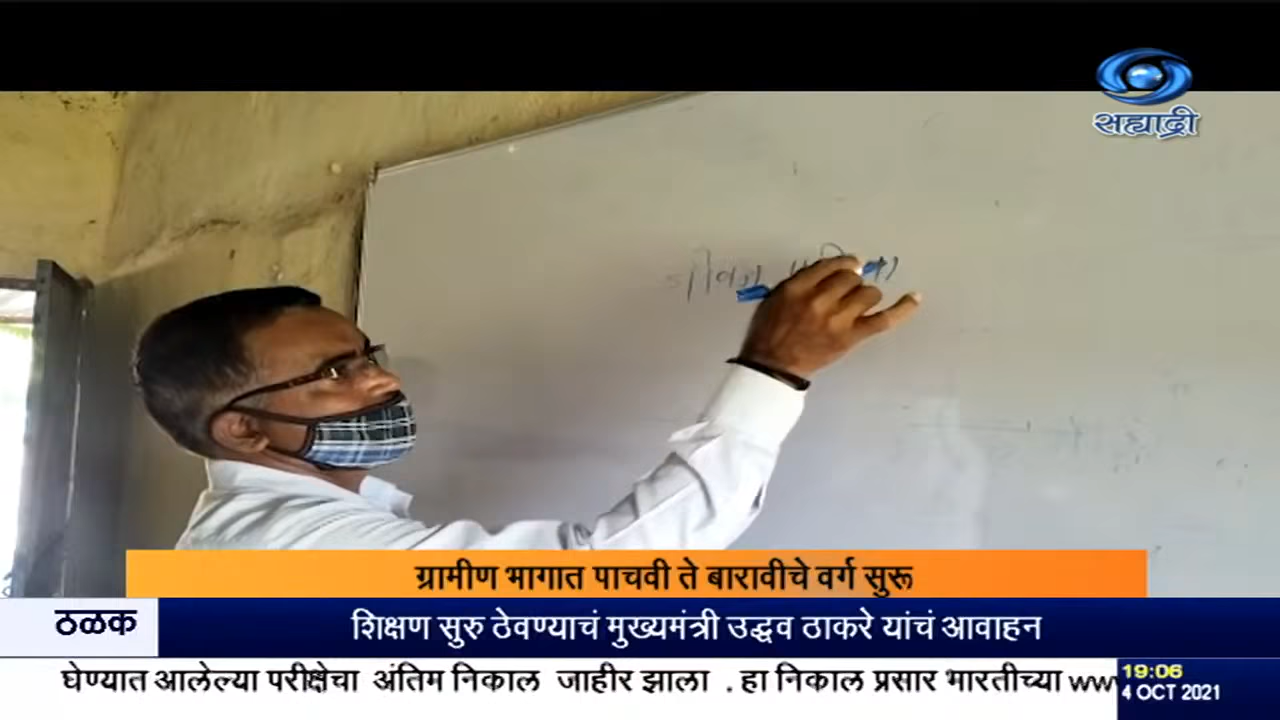 सह्याद्री
ग्रामीण भागात पाचवी ते बारावीचे वर्ग सुरू
ठळक
शिक्षण सुरु ठेवण्याचं मुख्यमंत्री उद्धव ठाकरे यांचं आवाहन
घेण्यात आलेल्या परीक्षेचा अंतिम निकाल जाहीर झाला . हा निकाल प्रसार भारतीच्या www
19:06
4 OCT 2021